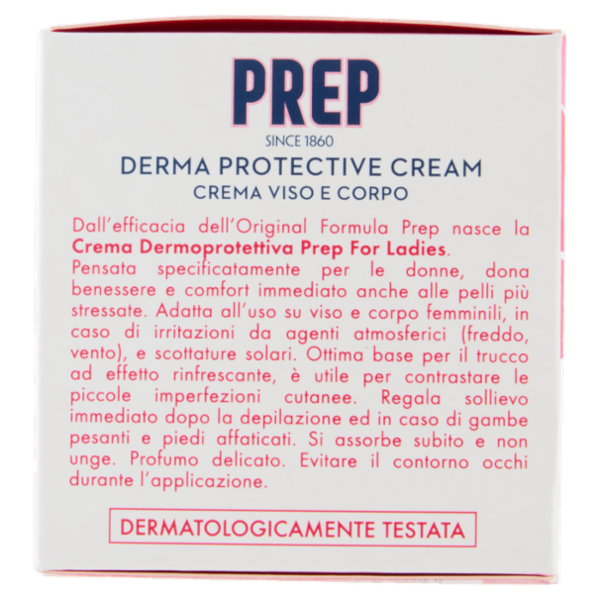 PREP
SINCE 1860
DERMA PROTECTIVE CREAM
CREMA VISO E CORPO
Dall'efficacia dell'Original Formula Prep nasce la
Crema Dermoprotettiva Prep For Ladies.
Pensata specificatamente per le donne, dona
benessere e comfort immediato anche alle pelli più
stressate. Adatta all'uso su viso e corpo femminili, in
caso di irritazioni da agenti atmosferici (freddo,
vento), e scottature solari. Ottima base per il trucco
ad effetto rinfrescante, è utile per contrastare le
piccole imperfezioni cutanee. Regala sollievo
immediato dopo la depilazione ed in caso di gambe
pesanti e piedi affaticati. Si assorbe subito e non
unge. Profumo delicato. Evitare il contorno occhi
durante l'applicazione.
DERMATOLOGICAMENTE TESTATA